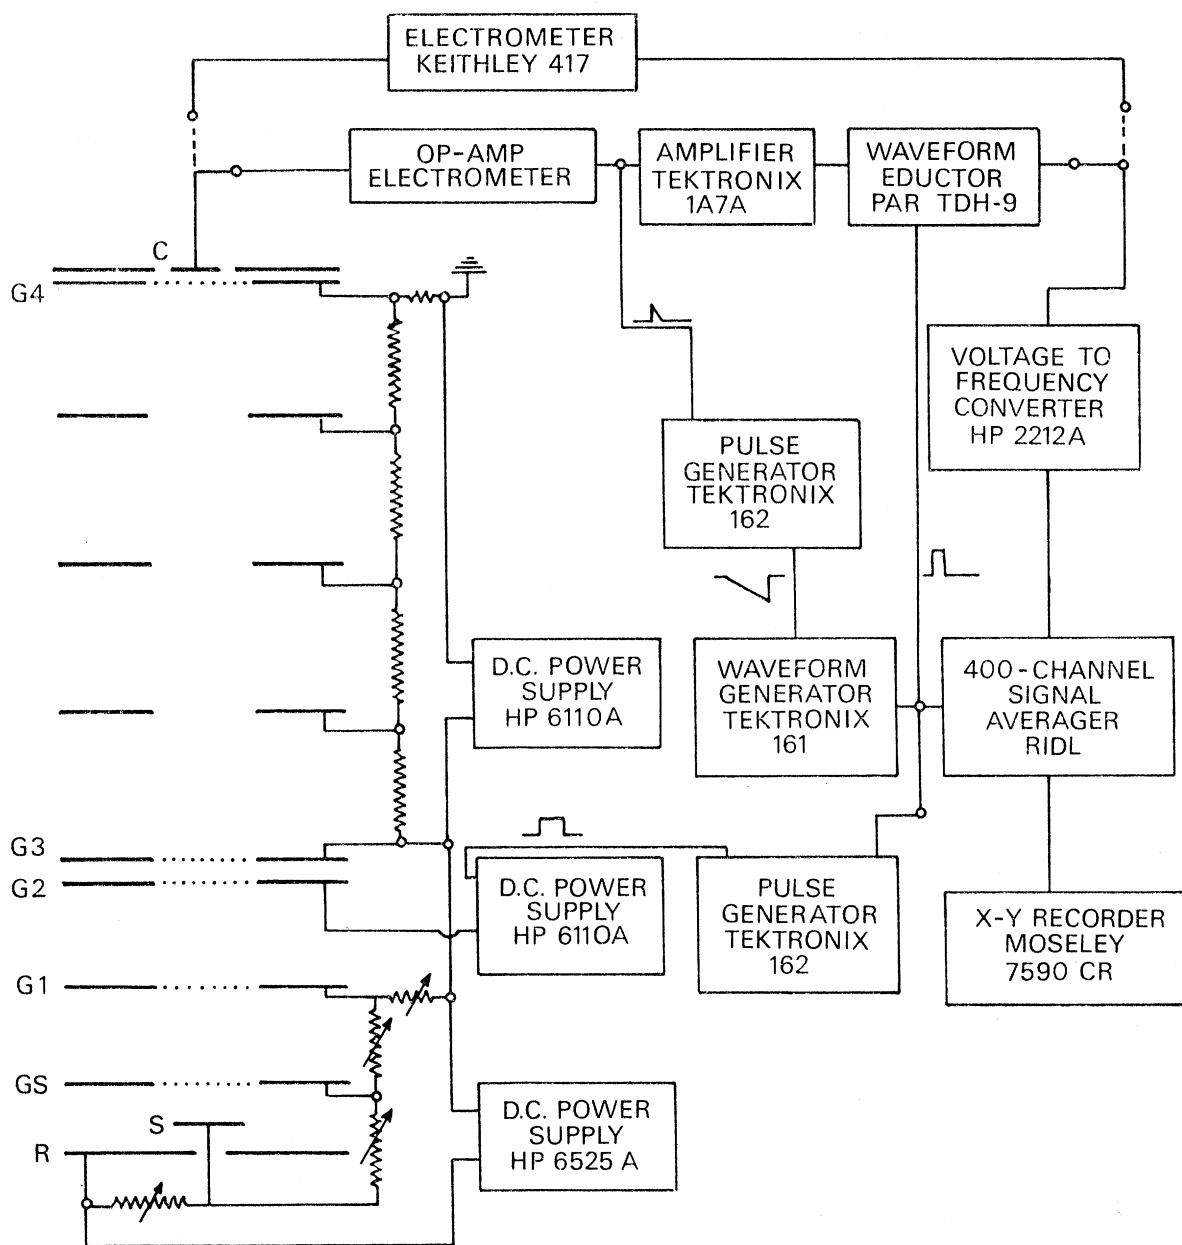 ELECTROMETER
KEITHLEY 417
OP-AMP
ELECTROMETER
AMPLIFIER
TEKTRONIX
1A7A
WAVEFORM
EDUCTOR
PAR TDH-9
C
G4
VOLTAGE TO
FREQUENCY
CONVERTER
HP 2212A
PULSE
GENERATOR
TEKTRONIX
162
D.C. POWER
SUPPLY
HP 6110A
WAVEFORM
GENERATOR
TEKTRONIX
161
400-CHANNEL
SIGNAL
AVERAGER
RIDL
G3
G2
D.C. POWER
SUPPLY
HP 6110A
PULSE
GENERATOR
TEKTRONIX
162
X-Y RECORDER
MOSELEY
7590 CR
G1
GS
S
R
D.C. POWER
SUPPLY
HP 6525 A